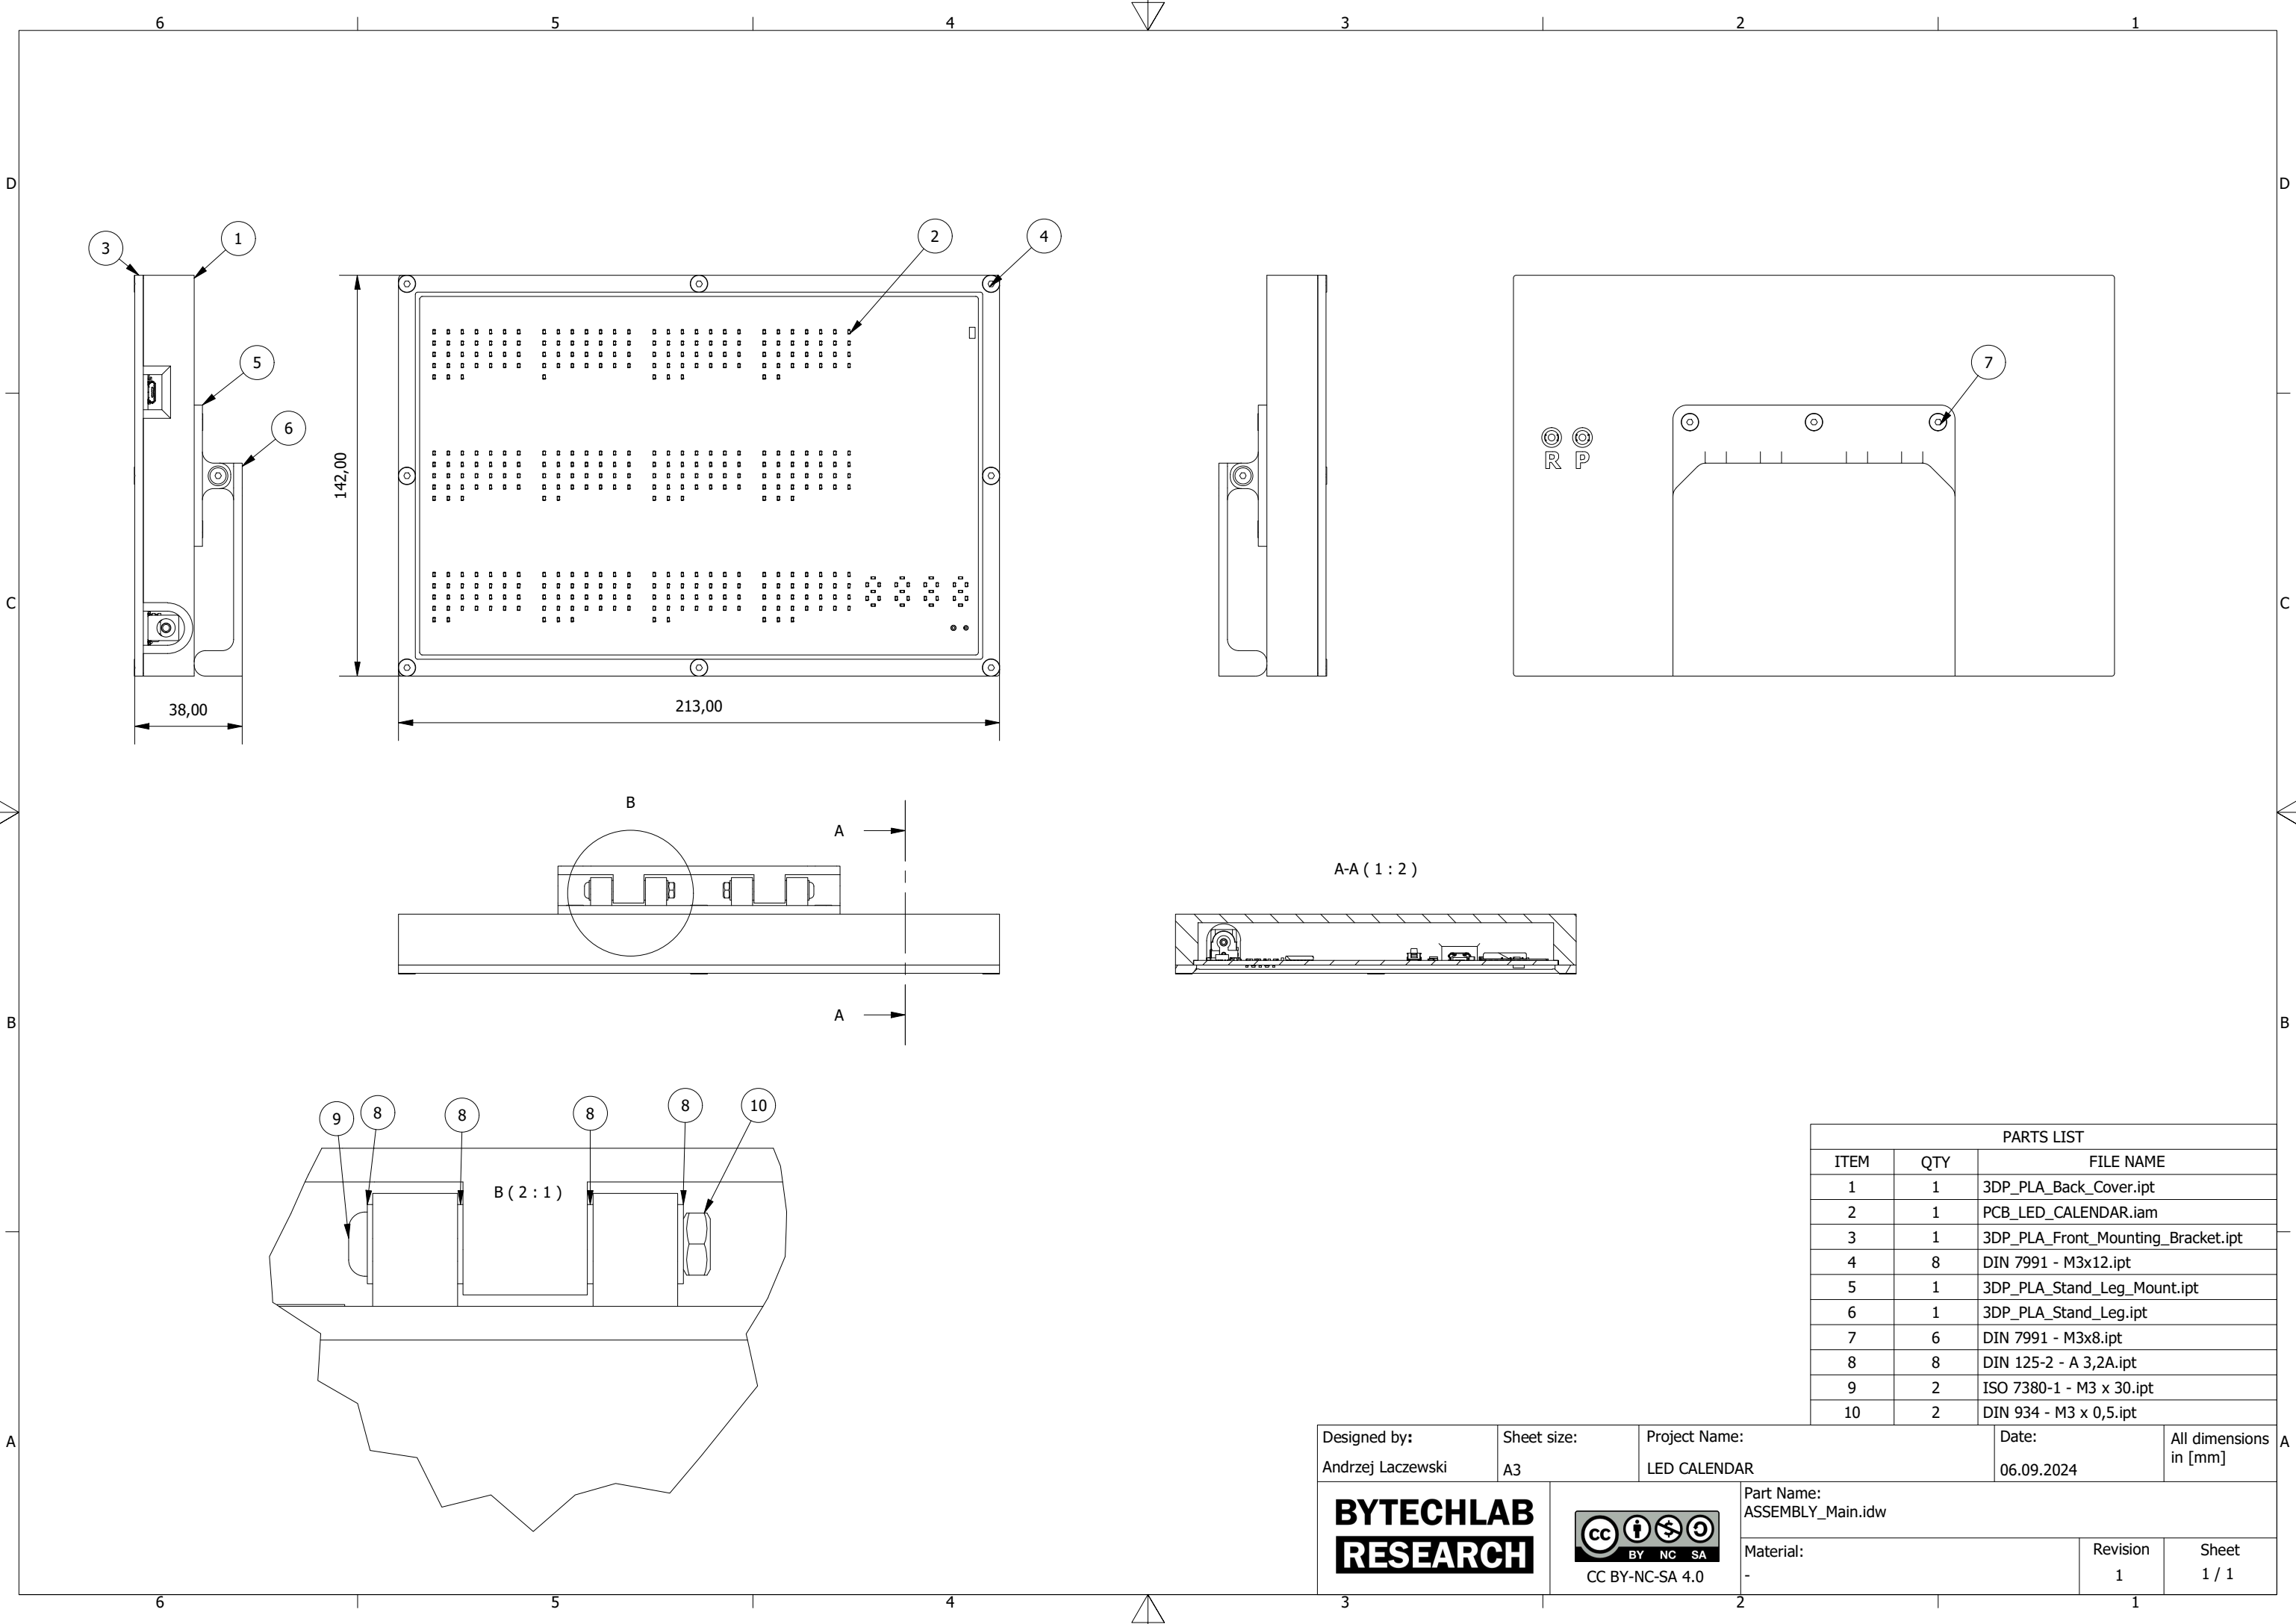 6 5 4 3 2 1
D D
3 1 2 4
5 7
6
R P
142,00
C C
38,00 213,00
B A
A-A ( 1 : 2 )
A
B B
9 8 8 8 8 10
B ( 2 : 1 )
PARTS LIST
ITEM QTY FILE NAME
1 1 3DP_PLA_Back_Cover.ipt
2 1 PCB_LED_CALENDAR.iam
3 1 3DP_PLA_Front_Mounting_Bracket.ipt
4 8 DIN 7991 - M3x12.ipt
5 1 3DP_PLA_Stand_Leg_Mount.ipt
6 1 3DP_PLA_Stand_Leg.ipt
7 6 DIN 7991 - M3x8.ipt
8 8 DIN 125-2 - A 3,2A.ipt
9 2 ISO 7380-1 - M3 x 30.ipt
10 2 DIN 934 - M3 x 0,5.ipt
A A
Designed by: Sheet size: Project Name: Date: All dimensions
in [mm]
Andrzej Laczewski A3 LED CALENDAR 06.09.2024
BYTECHLAB
RESEARCH
cc BY NC SA
CC BY-NC-SA 4.0
Part Name:
ASSEMBLY_Main.idw
Material: Revision Sheet
- 1 1 / 1
6 5 4 3 2 1